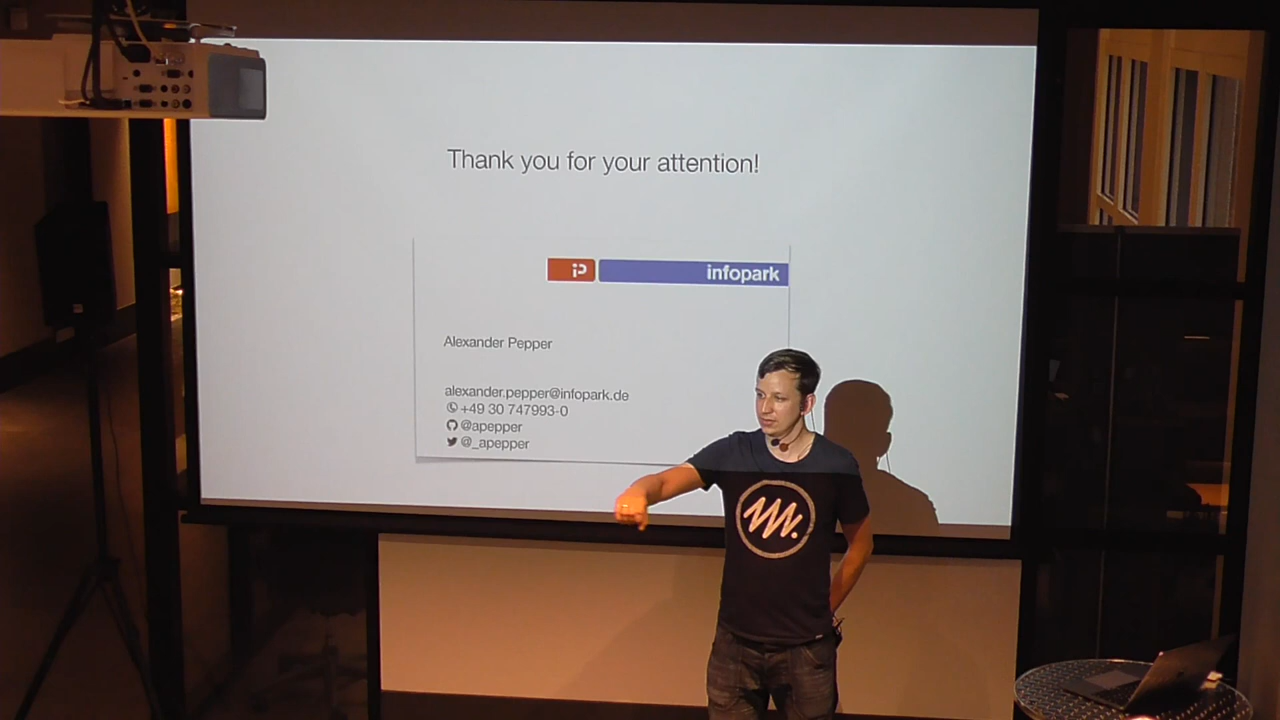 Thank you for your attention!
iP infopark
Alexander Pepper
alexander.pepper@infopark.de
+49 30 747993-0
@apepper
@_apepper